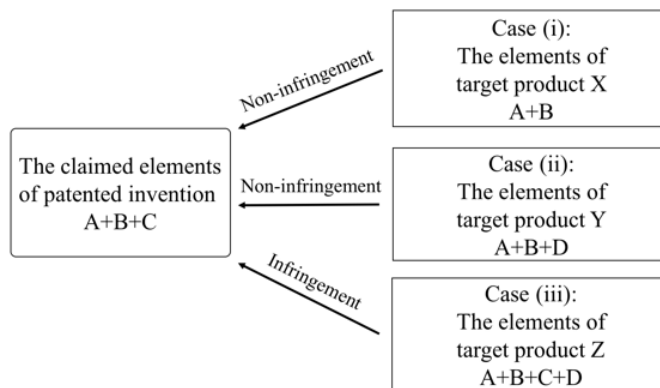 The claimed elements
of patented invention
A+B+C
Non-infringement
Non-infringement
Infringement
Case (i):
The elements of
target product X
A+B
Case (ii):
The elements of
target product Y
A+B+D
Case (iii):
The elements of
target product Z
A+B+C+D